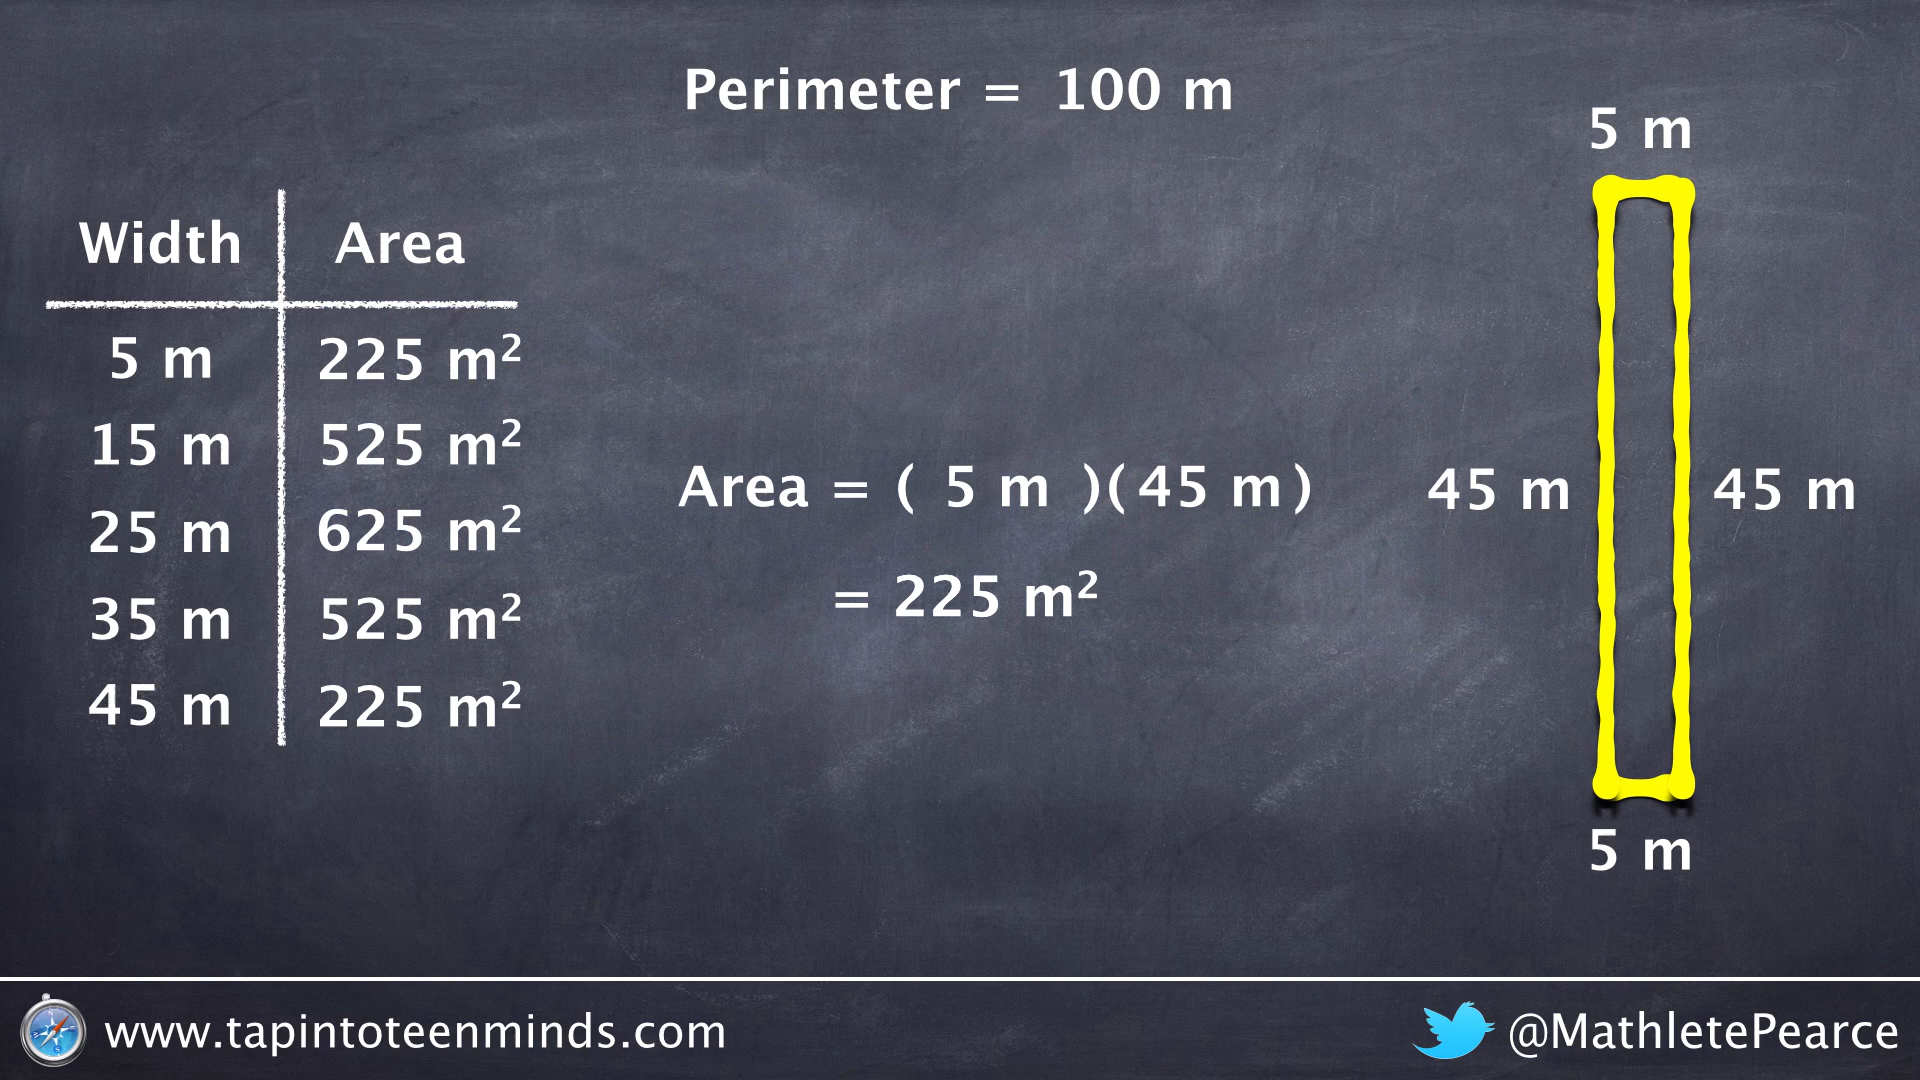 Perimeter = 100 m
Width Area
5 m 225 m²
15 m 525 m²
25 m 625 m²
35 m 525 m²
45 m 225 m²
Area = ( 5 m )(45 m)
= 225 m²
5 m
45 m 45 m
5 m
www.tapintoteenminds.com
@MathletePearce